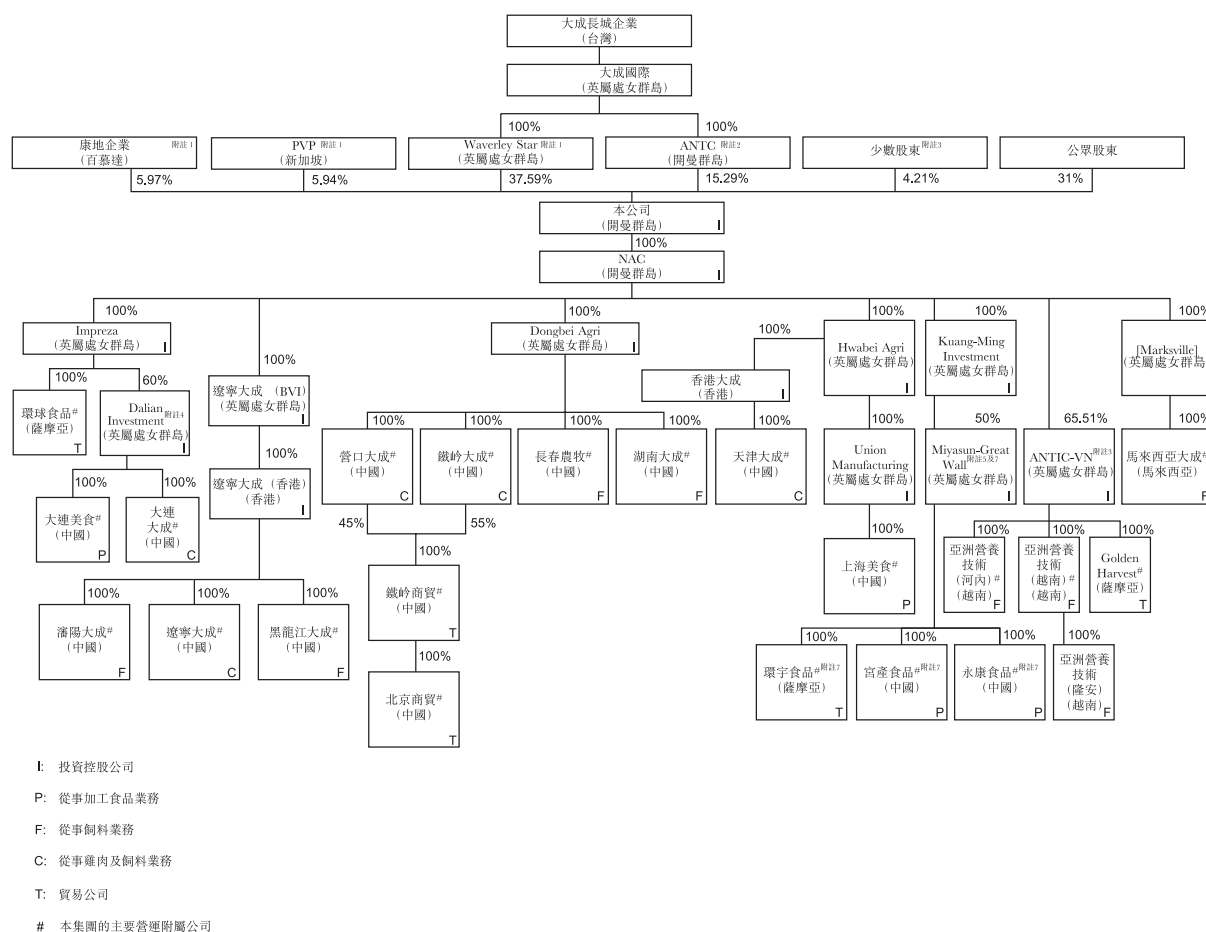 大成長城企業
(台灣)
大成國際
(英屬處女群島)
100%
100%
康地企業 附註1
(百慕達)
PVP 附註1
(新加坡)
Waverley Star 附註1
(英屬處女群島)
ANTC 附註2
(開曼群島)
少數股東 附註3
公眾股東
5.97%
5.94%
37.59%
15.29%
4.21%
31%
本公司
(開曼群島)
I
100%
NAC
(開曼群島)
I
100%
Impreza
(英屬處女群島)
I
100%
遼寧大成 (BVI)
(英屬處女群島)
I
100%
Dongbei Agri
(英屬處女群島)
I
100%
香港大成
(香港)
I
100%
Hwabei Agri
(英屬處女群島)
I
100%
Kuang-Ming
Investment
(英屬處女群島)
I
100%
[Marksville]
(英屬處女群島)
I
100%
環球食品#
(薩摩亞)
T
60%
Dalian
Investment附註4
(英屬處女群島)
I
100%
遼寧大成 (香港)
(香港)
I
100%
營口大成#
(中國)
C
100%
鐵岭大成#
(中國)
C
100%
長春農牧#
(中國)
F
100%
湖南大成#
(中國)
F
100%
天津大成#
(中國)
C
100%
Union
Manufacturing
(英屬處女群島)
I
50%
Miyasun-Great
Wall附註5及7
(英屬處女群島)
I
65.51%
ANTIC-VN附註3
(英屬處女群島)
I
100%
馬來西亞大成#
(馬來西亞)
F
100%
大連美食#
(中國)
P
100%
大連
大成#
(中國)
C
45%
55%
100%
鐵岭商貿#
(中國)
T
100%
北京商貿#
(中國)
T
100%
上海美食#
(中國)
P
100%
亞洲營養
技術
(河內)#
(越南)
F
100%
亞洲營養
技術
(越南)#
(越南)
F
100%
Golden
Harvest#
(薩摩亞)
T
100%
瀋陽大成#
(中國)
F
100%
遼寧大成#
(中國)
C
100%
黑龍江大成#
(中國)
F
100%
環宇食品#附註7
(薩摩亞)
T
100%
宮產食品#附註7
(中國)
P
100%
永康食品#附註7
(中國)
P
100%
亞洲營養
技術
(隆安)
(越南)
F
I: 投資控股公司
P: 從事加工食品業務
F: 從事飼料業務
C: 從事雞肉及飼料業務
T: 貿易公司
# 本集團的主要營運附屬公司